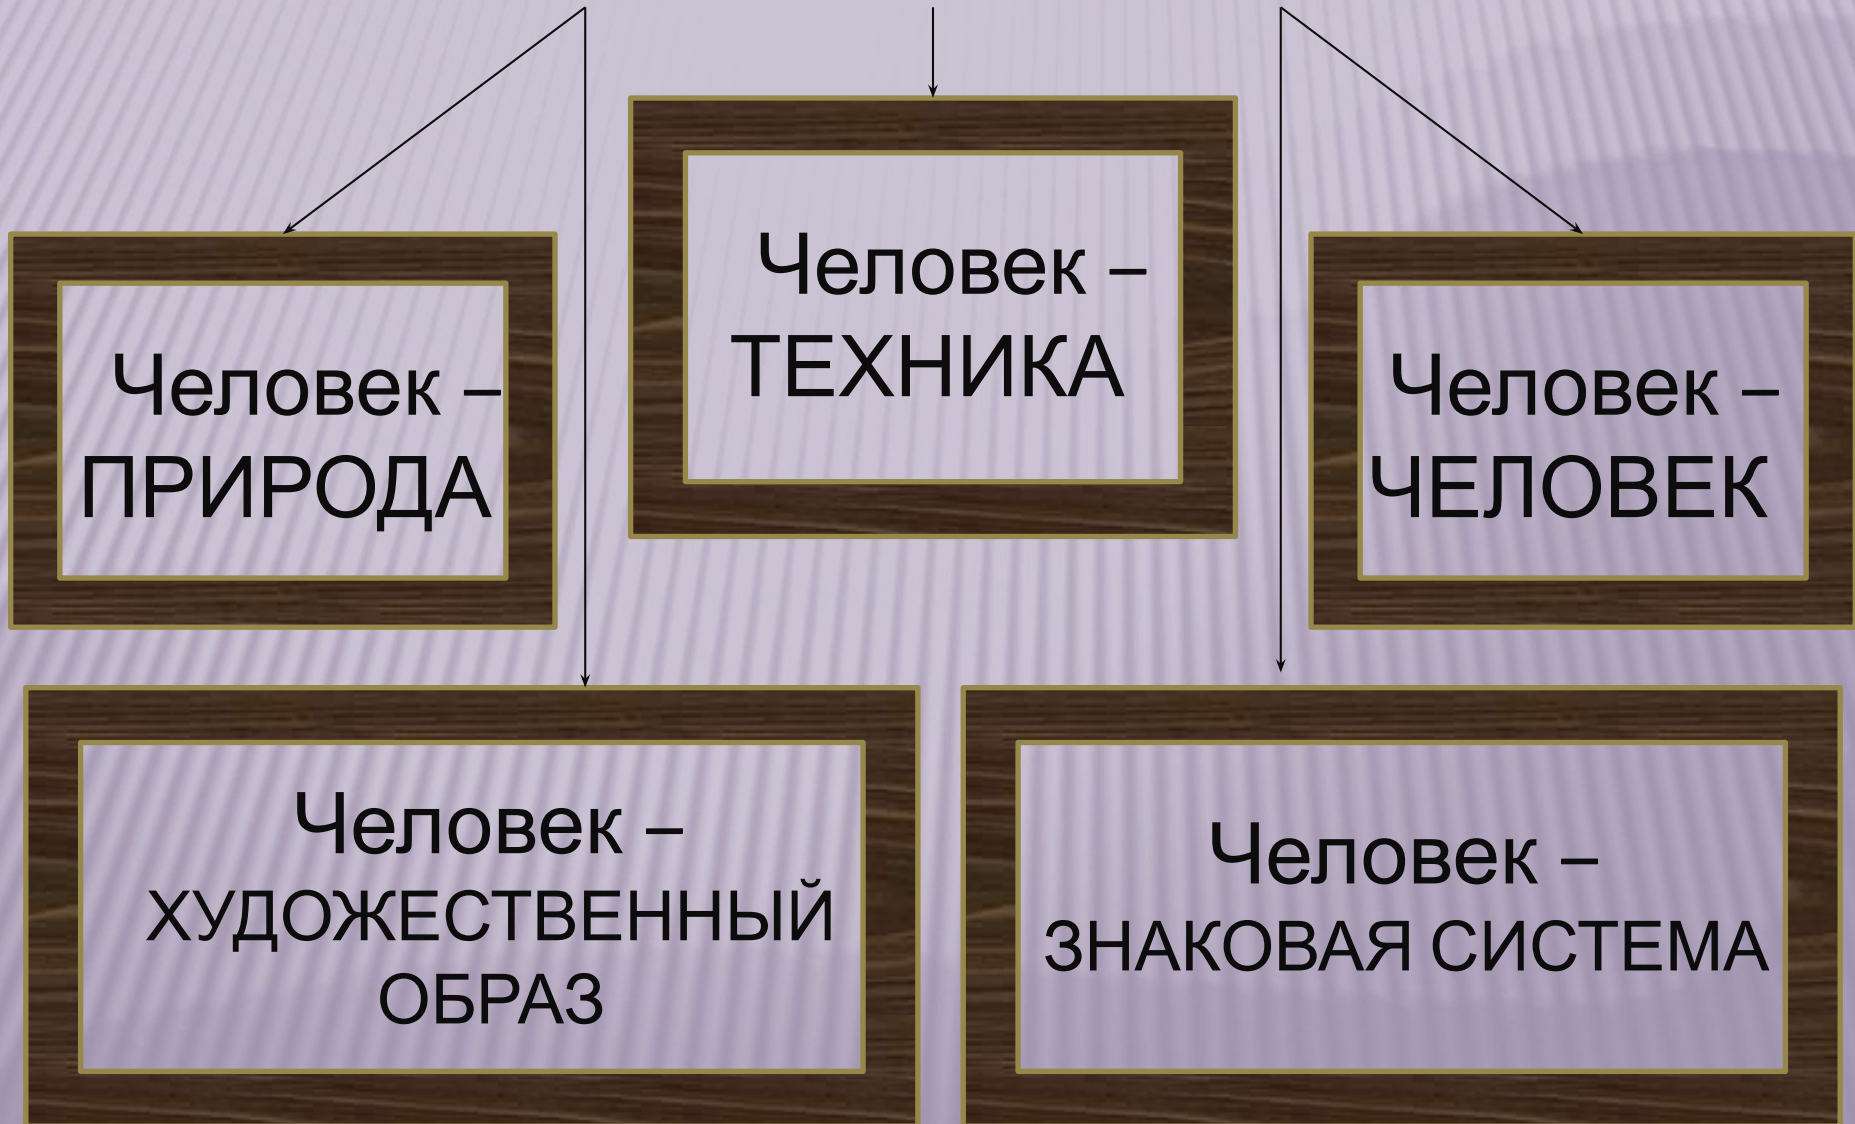 Человек –
ПРИРОДА
Человек –
ТЕХНИКА
Человек –
ЧЕЛОВЕК
Человек –
ХУДОЖЕСТВЕННЫЙ
ОБРАЗ
Человек –
ЗНАКОВАЯ СИСТЕМА